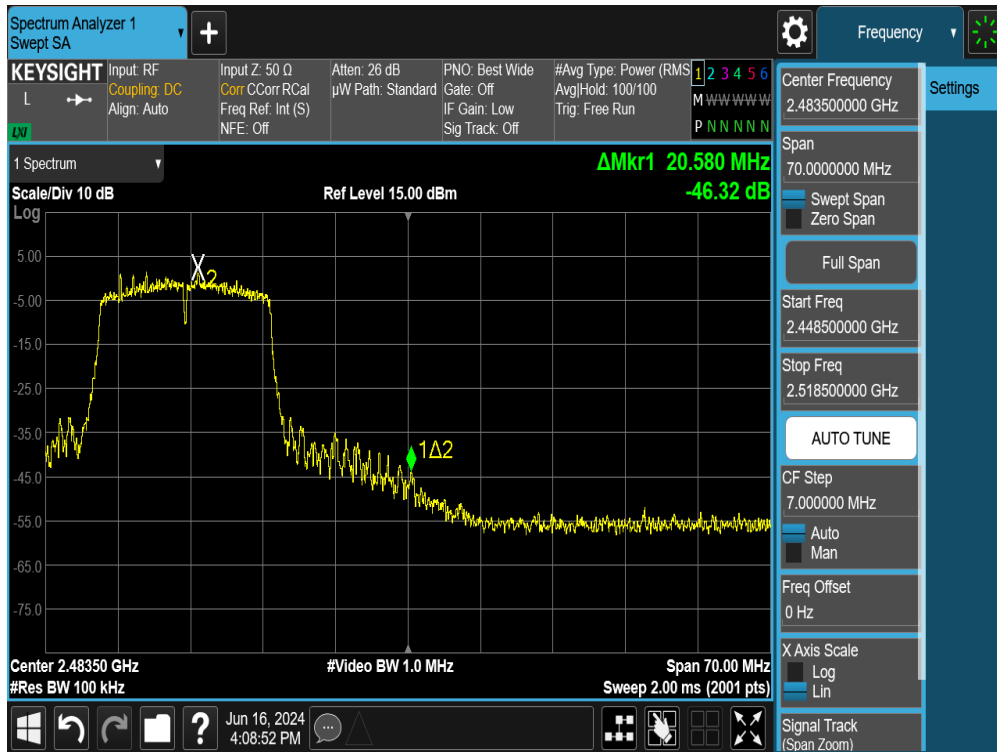 Spectrum Analyzer 1
Swept SA
Frequency
KEYSIGHT
L
LXI
Input: RF
Coupling: DC
Align: Auto
Input Z: 50 Ω
Corr CCorr RCal
Freq Ref: Int (S)
NFE: Off
Atten: 26 dB
µW Path: Standard
PNO: Best Wide
Gate: Off
IF Gain: Low
Sig Track: Off
#Avg Type: Power (RMS
Avg|Hold: 100/100
Trig: Free Run
1 2 3 4 5 6
M W W W W W
P N N N N N
1 Spectrum
ΔMkr1 20.580 MHz
-46.32 dB
Scale/Div 10 dB
Ref Level 15.00 dBm
Log
5.00
-5.00
-15.0
-25.0
-35.0
-45.0
-55.0
-65.0
-75.0
X2
1Δ2
Center 2.48350 GHz
#Video BW 1.0 MHz
Span 70.00 MHz
#Res BW 100 kHz
Sweep 2.00 ms (2001 pts)
Center Frequency
2.483500000 GHz
Settings
Span
70.0000000 MHz
Swept Span
Zero Span
Full Span
Start Freq
2.448500000 GHz
Stop Freq
2.518500000 GHz
AUTO TUNE
CF Step
7.000000 MHz
Auto
Man
Freq Offset
0 Hz
X Axis Scale
Log
Lin
Signal Track
(Span Zoom)
?
Jun 16, 2024
4:08:52 PM